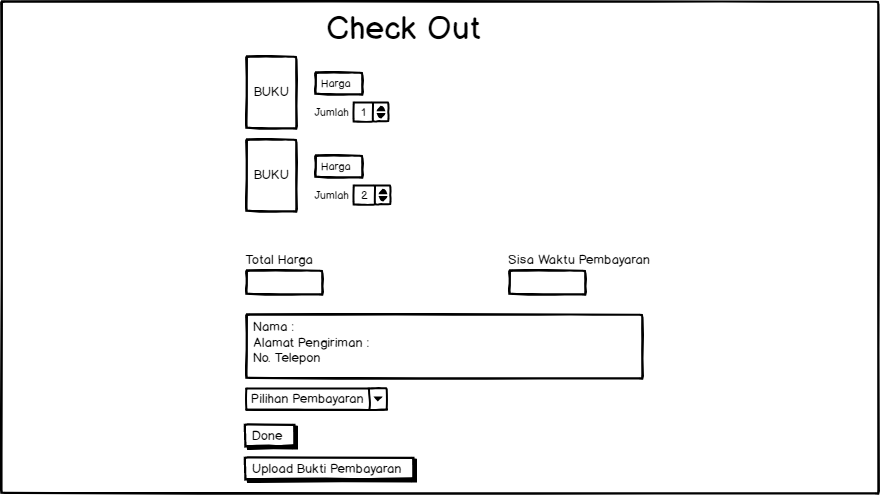 Check Out
BUKU
Harga
Jumlah 1
BUKU
Harga
Jumlah 2
Total Harga
Sisa Waktu Pembayaran
Nama :
Alamat Pengiriman :
No. Telepon
Pilihan Pembayaran
Done
Upload Bukti Pembayaran